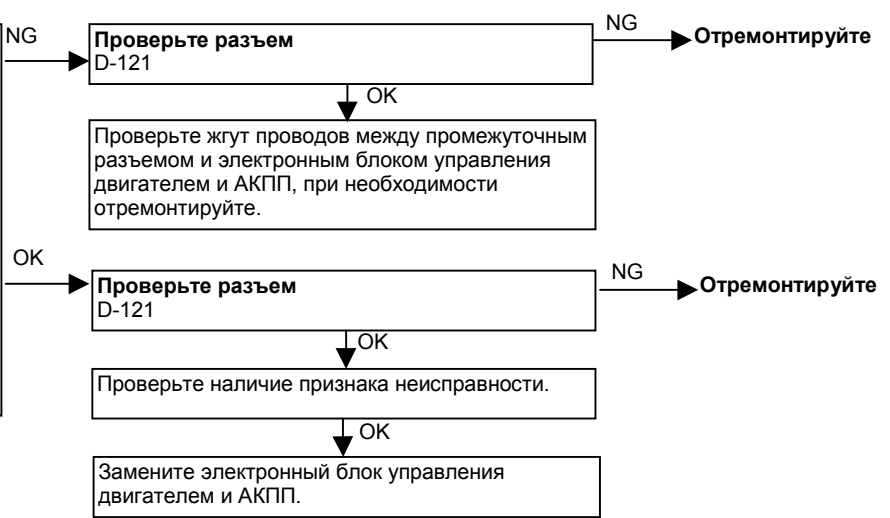 NG
Проверьте разъем
D-121
NG
Отремонтируйте
OK
Проверьте жгут проводов между промежуточным
разъемом и электронным блоком управления
двигателем и АКПП, при необходимости
отремонтируйте.
OK
Проверьте разъем
D-121
NG
Отремонтируйте
OK
Проверьте наличие признака неисправности.
OK
Замените электронный блок управления
двигателем и АКПП.